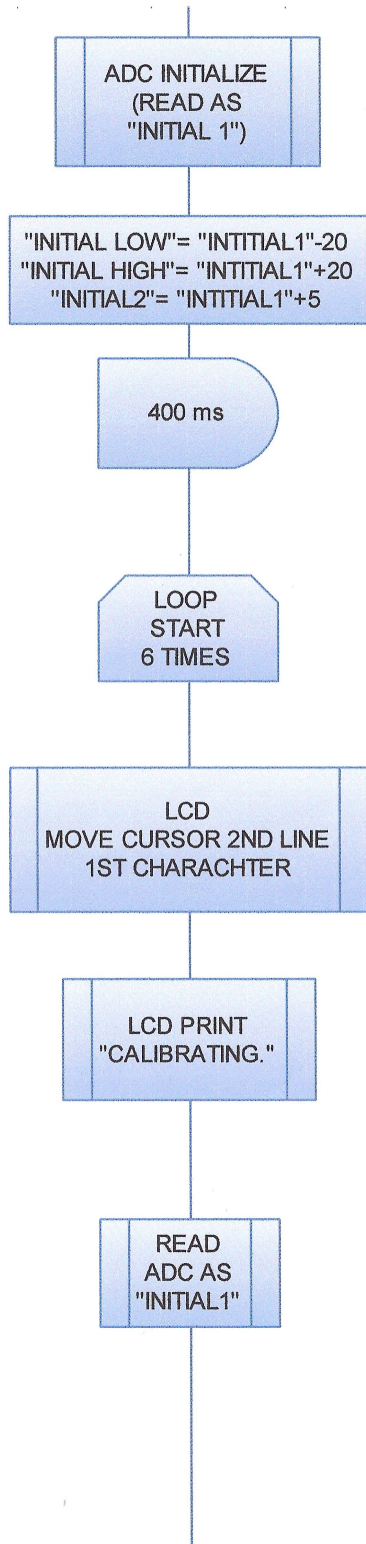 ADC INITIALIZE
(READ AS
"INITIAL 1")
"INITIAL LOW"= "INTITIAL1"-20
"INITIAL HIGH"= "INTITIAL1"+20
"INITIAL2"= "INTITIAL1"+5
400 ms
LOOP
START
6 TIMES
LCD
MOVE CURSOR 2ND LINE
1ST CHARACHTER
LCD PRINT
"CALIBRATING."
READ
ADC AS
"INITIAL1"